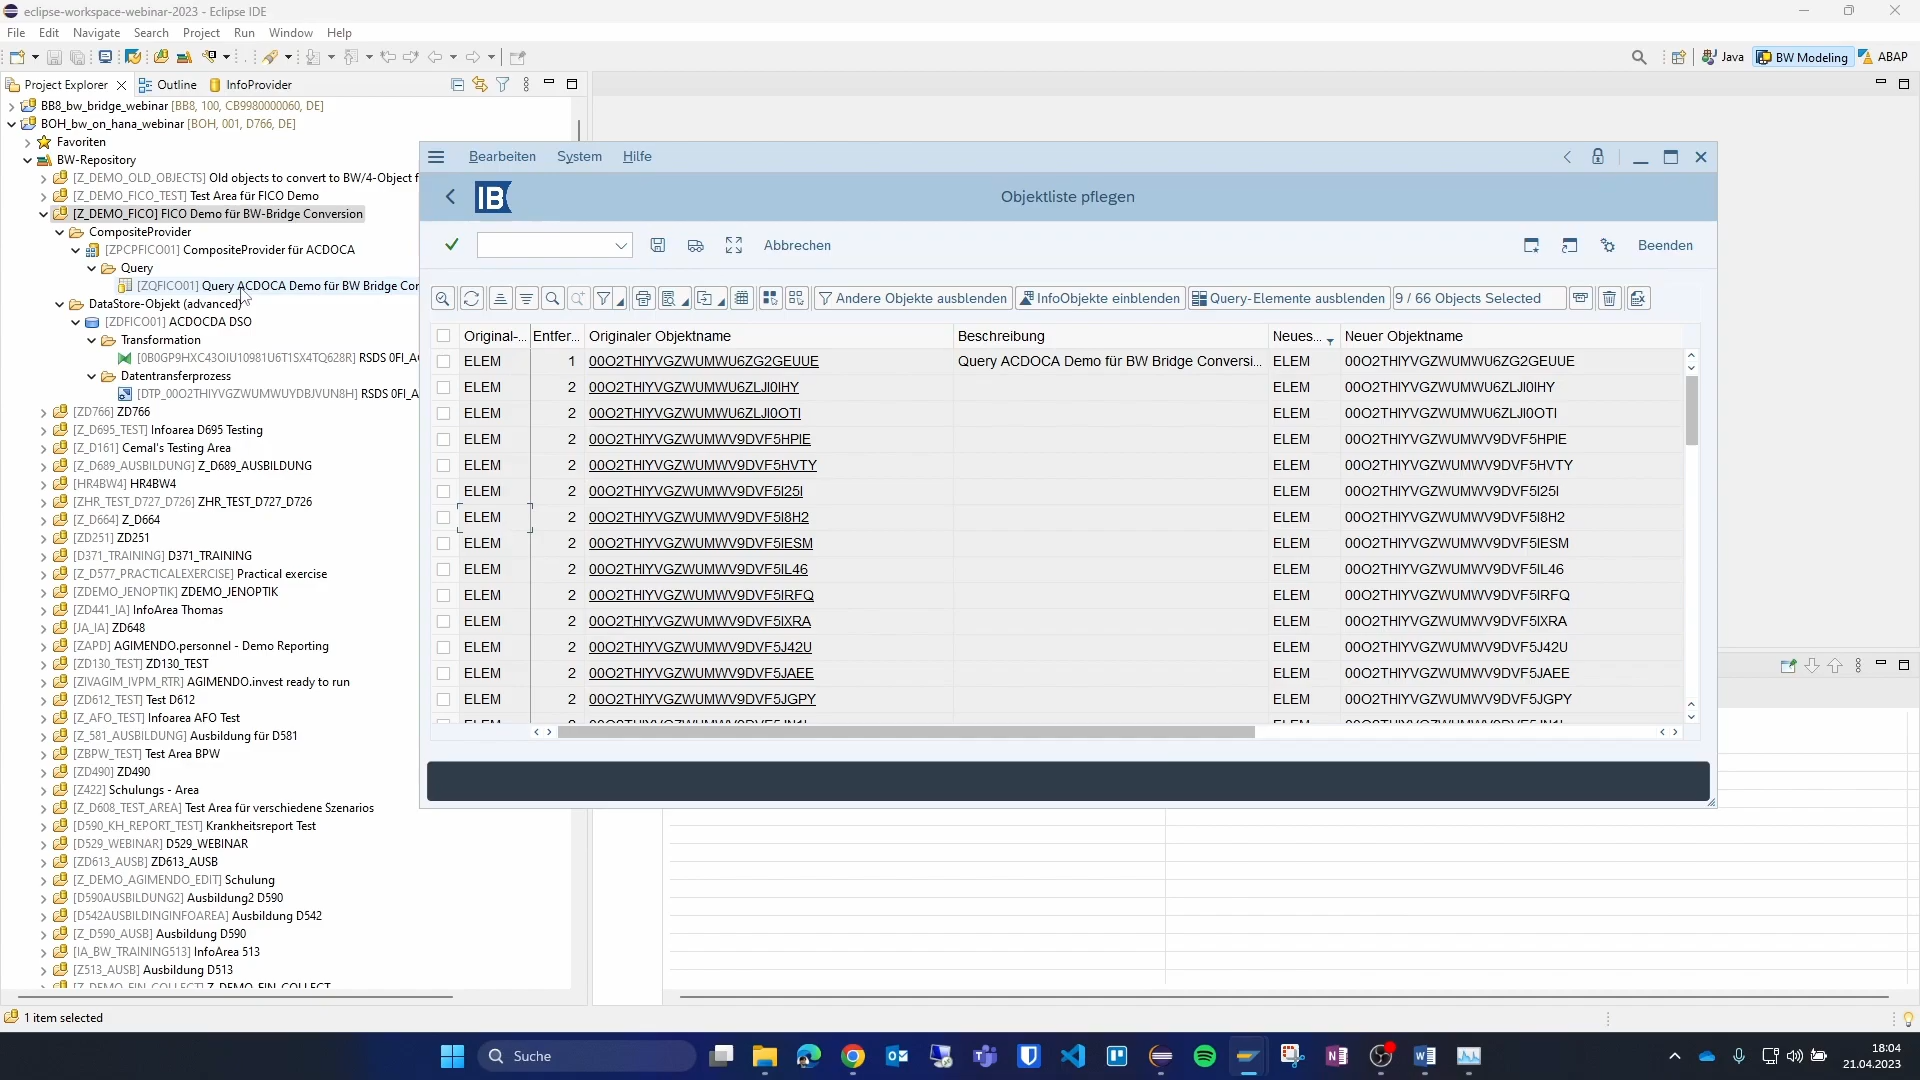 eclipse-workspace-webinar-2023 - Eclipse IDE
File Edit Navigate Search Project Run Window Help
Java BW Modeling ABAP
Project Explorer Outline InfoProvider
BB8_bw_bridge_webinar [BB8, 100, CB9980000060, DE]
BOH_bw_on_hana_webinar [BOH, 001, D766, DE]
Favoriten
BW-Repository
[Z_DEMO_OLD_OBJECTS] Old objects to convert to BW/4-Object f
[Z_DEMO_FICO_TEST] Test Area für FICO Demo
[Z_DEMO_FICO] FICO Demo für BW-Bridge Conversion
CompositeProvider
[ZPCPFICO01] CompositeProvider für ACDOCA
Query
[ZQFICO01] Query ACDOCA Demo für BW Bridge Con
DataStore-Objekt (advanced)
[ZDFICO01] ACDOCDA DSO
Transformation
[0B0GP9HXC43OIU10981U6T1SX4TQ628R] RSDS 0FI_A
Datentransferprozess
[DTP_00O2THIYVGZWUMWUYDBJVUN8H] RSDS 0FI_A
[ZD766] ZD766
[Z_D695_TEST] Infoarea D695 Testing
[Z_D161] Cemal's Testing Area
[Z_D689_AUSBILDUNG] Z_D689_AUSBILDUNG
[HR4BW4] HR4BW4
[ZHR_TEST_D727_D726] ZHR_TEST_D727_D726
[Z_D664] Z_D664
[ZD251] ZD251
[D371_TRAINING] D371_TRAINING
[Z_D577_PRACTICALEXERCISE] Practical exercise
[ZDEMO_JENOPTIK] ZDEMO_JENOPTIK
[ZD441_IA] InfoArea Thomas
[JA_IA] ZD648
[ZAPD] AGIMENDO.personnel - Demo Reporting
[ZD130_TEST] ZD130_TEST
[ZIVAGIM_IVPM_RTR] AGIMENDO.invest ready to run
[ZD612_TEST] Test D612
[Z_AFO_TEST] Infoarea AFO Test
[Z_581_AUSBILDUNG] Ausbildung für D581
[ZBPW_TEST] Test Area BPW
[ZD490] ZD490
[Z422] Schulungs - Area
[Z_D608_TEST_AREA] Test Area für verschiedene Szenarios
[D590_KH_REPORT_TEST] Krankheitsreport Test
[D529_WEBINAR] D529_WEBINAR
[ZD613_AUSB] ZD613_AUSB
[Z_DEMO_AGIMENDO_EDIT] Schulung
[D590AUSBILDUNG2] Ausbildung2 D590
[D542AUSBILDINGINFOAREA] Ausbildung D542
[Z_D590_AUSB] Ausbildung D590
[IA_BW_TRAINING513] InfoArea 513
[Z513_AUSB] Ausbildung D513
[Z_DEMO_FIN_COLLECT] Z_DEMO_FIN_COLLECT
1 item selected
Bearbeiten System Hilfe
IB Objektliste pflegen
Abbrechen Beenden
Andere Objekte ausblenden InfoObjekte einblenden Query-Elemente ausblenden 9 / 66 Objects Selected
Original-... Entfer... Originaler Objektname Beschreibung Neues... Neuer Objektname
ELEM 1 00O2THIYVGZWUMWU6ZG2GEUUE Query ACDOCA Demo für BW Bridge Conversi... ELEM 00O2THIYVGZWUMWU6ZG2GEUUE
ELEM 2 00O2THIYVGZWUMWU6ZLJI0IHY ELEM 00O2THIYVGZWUMWU6ZLJI0IHY
ELEM 2 00O2THIYVGZWUMWU6ZLJI0OTI ELEM 00O2THIYVGZWUMWU6ZLJI0OTI
ELEM 2 00O2THIYVGZWUMWV9DVF5HPIE ELEM 00O2THIYVGZWUMWV9DVF5HPIE
ELEM 2 00O2THIYVGZWUMWV9DVF5HVTY ELEM 00O2THIYVGZWUMWV9DVF5HVTY
ELEM 2 00O2THIYVGZWUMWV9DVF5I25I ELEM 00O2THIYVGZWUMWV9DVF5I25I
ELEM 2 00O2THIYVGZWUMWV9DVF5I8H2 ELEM 00O2THIYVGZWUMWV9DVF5I8H2
ELEM 2 00O2THIYVGZWUMWV9DVF5IESM ELEM 00O2THIYVGZWUMWV9DVF5IESM
ELEM 2 00O2THIYVGZWUMWV9DVF5IL46 ELEM 00O2THIYVGZWUMWV9DVF5IL46
ELEM 2 00O2THIYVGZWUMWV9DVF5IRFQ ELEM 00O2THIYVGZWUMWV9DVF5IRFQ
ELEM 2 00O2THIYVGZWUMWV9DVF5IXRA ELEM 00O2THIYVGZWUMWV9DVF5IXRA
ELEM 2 00O2THIYVGZWUMWV9DVF5J42U ELEM 00O2THIYVGZWUMWV9DVF5J42U
ELEM 2 00O2THIYVGZWUMWV9DVF5JAEE ELEM 00O2THIYVGZWUMWV9DVF5JAEE
ELEM 2 00O2THIYVGZWUMWV9DVF5JGPY ELEM 00O2THIYVGZWUMWV9DVF5JGPY
Suche
18:04
21.04.2023